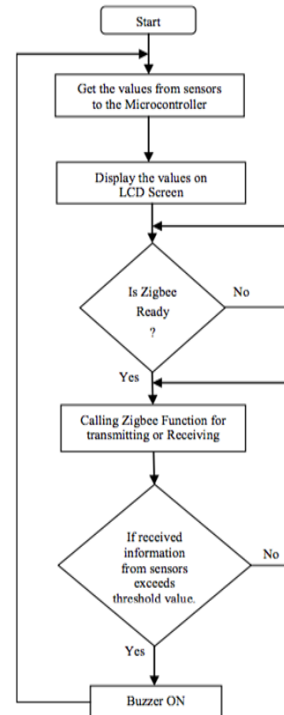 Start
Get the values from sensors
to the Microcontroller
Display the values on
LCD Screen
Is Zigbee
Ready
?
No
Yes
Calling Zigbee Function for
transmitting or Receiving
If received
information
from sensors
exceeds
threshold value.
No
Yes
Buzzer ON